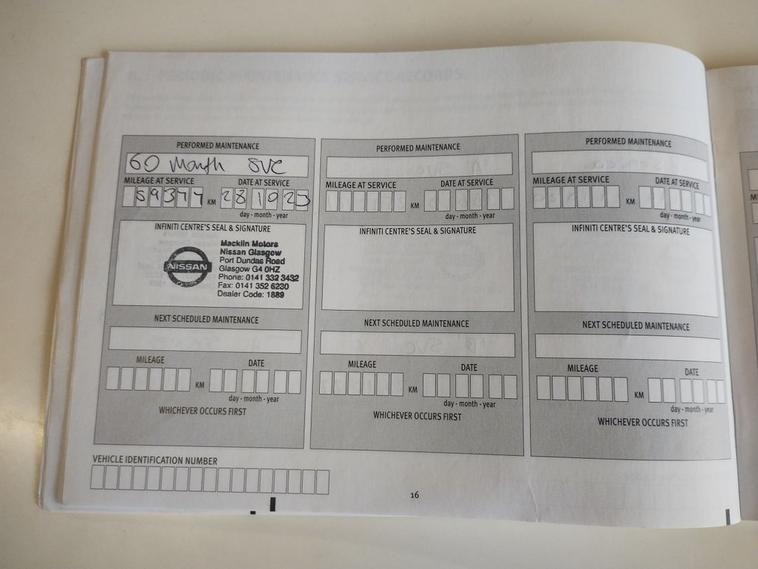 PERFORMED MAINTENANCE
60 Month SVC
MILEAGE AT SERVICE
DATE AT SERVICE
59377
KM
28 10 23
day - month - year
INFINITI CENTRE'S SEAL & SIGNATURE
NISSAN
Macklin Motors
Nissan Glasgow
Port Dundas Road
Glasgow G4 0HZ
Phone: 0141 332 3432
Fax: 0141 352 6230
Dealer Code: 1889
NEXT SCHEDULED MAINTENANCE
MILEAGE
DATE
KM
day - month - year
WHICHEVER OCCURS FIRST
PERFORMED MAINTENANCE
MILEAGE AT SERVICE
DATE AT SERVICE
KM
day - month - year
INFINITI CENTRE'S SEAL & SIGNATURE
NEXT SCHEDULED MAINTENANCE
MILEAGE
DATE
KM
day - month - year
WHICHEVER OCCURS FIRST
PERFORMED MAINTENANCE
MILEAGE AT SERVICE
DATE AT SERVICE
KM
day - month - year
INFINITI CENTRE'S SEAL & SIGNATURE
NEXT SCHEDULED MAINTENANCE
MILEAGE
DATE
KM
day - month - year
WHICHEVER OCCURS FIRST
VEHICLE IDENTIFICATION NUMBER
16